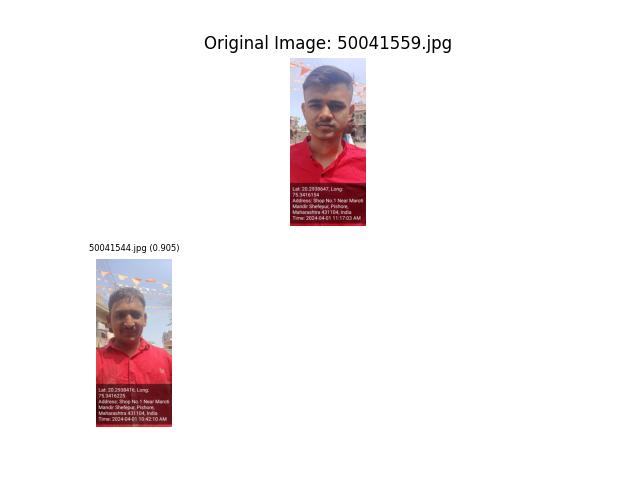 Original Image: 50041559.jpg
Lat: 20.2938647, Long:
75.3416154
Address: Shop No.1 Near Maroti
Mandir Shefepur, Pishore,
Maharashtra 431104, India
Time: 2024-04-01 11:17:03 AM
50041544.jpg (0.905)
Lat: 20.2938416, Long:
75.3416225
Address: Shop No.1 Near Maroti
Mandir Shefepur, Pishore,
Maharashtra 431104, India
Time: 2024-04-01 10:42:10 AM